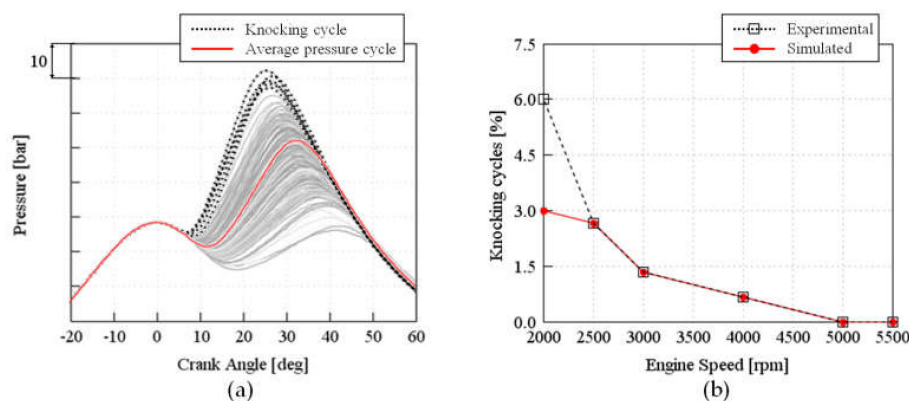 Knocking cycle
Average pressure cycle
10
Pressure [bar]
-20 -10 0 10 20 30 40 50 60
Crank Angle [deg]
(a)
Experimental
Simulated
7.5
6.0
4.5
3.0
1.5
0.0
Knocking cycles [%]
2000 2500 3000 3500 4000 4500 5000 5500
Engine Speed [rpm]
(b)